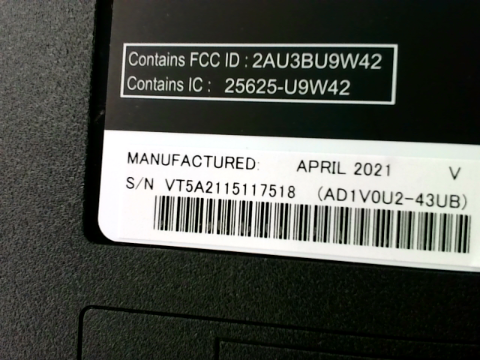 Contains FCC ID : 2AU3BU9W42
Contains IC : 25625-U9W42
MANUFACTURED: APRIL 2021 V
S/N VT5A2115117518 (AD1V0U2-43UB)